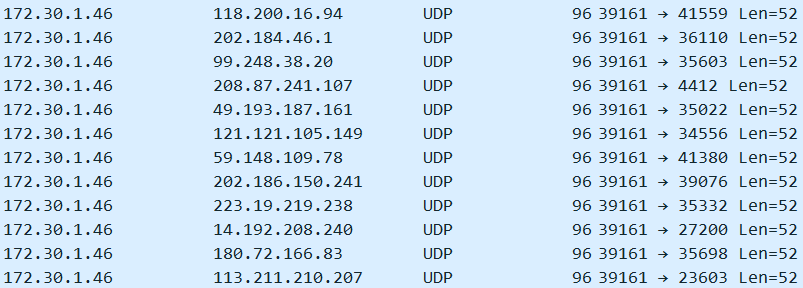 172.30.1.46 118.200.16.94 UDP 96 39161 → 41559 Len=52
172.30.1.46 202.184.46.1 UDP 96 39161 → 36110 Len=52
172.30.1.46 99.248.38.20 UDP 96 39161 → 35603 Len=52
172.30.1.46 208.87.241.107 UDP 96 39161 → 4412 Len=52
172.30.1.46 49.193.187.161 UDP 96 39161 → 35022 Len=52
172.30.1.46 121.121.105.149 UDP 96 39161 → 34556 Len=52
172.30.1.46 59.148.109.78 UDP 96 39161 → 41380 Len=52
172.30.1.46 202.186.150.241 UDP 96 39161 → 39076 Len=52
172.30.1.46 223.19.219.238 UDP 96 39161 → 35332 Len=52
172.30.1.46 14.192.208.240 UDP 96 39161 → 27200 Len=52
172.30.1.46 180.72.166.83 UDP 96 39161 → 35698 Len=52
172.30.1.46 113.211.210.207 UDP 96 39161 → 23603 Len=52